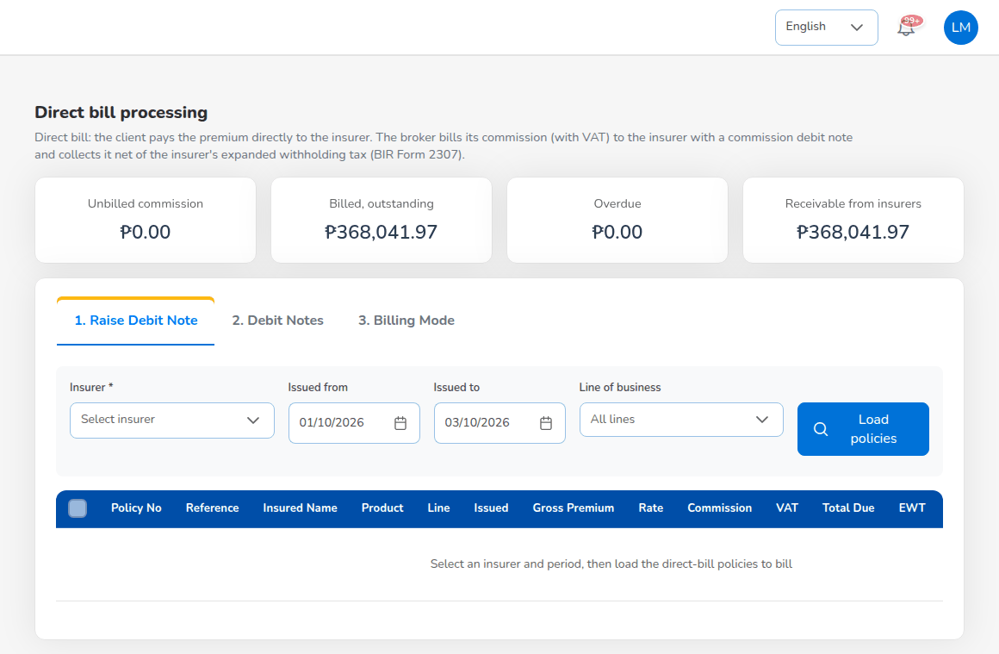 English
99+
LM
Direct bill processing
Direct bill: the client pays the premium directly to the insurer. The broker bills its commission (with VAT) to the insurer with a commission debit note
and collects it net of the insurer's expanded withholding tax (BIR Form 2307).
Unbilled commission
₱0.00
Billed, outstanding
₱368,041.97
Overdue
₱0.00
Receivable from insurers
₱368,041.97
1. Raise Debit Note
2. Debit Notes
3. Billing Mode
Insurer *
Select insurer
Issued from
01/10/2026
Issued to
03/10/2026
Line of business
All lines
Load
policies
Policy No Reference Insured Name Product Line Issued Gross Premium Rate Commission VAT Total Due EWT
Select an insurer and period, then load the direct-bill policies to bill